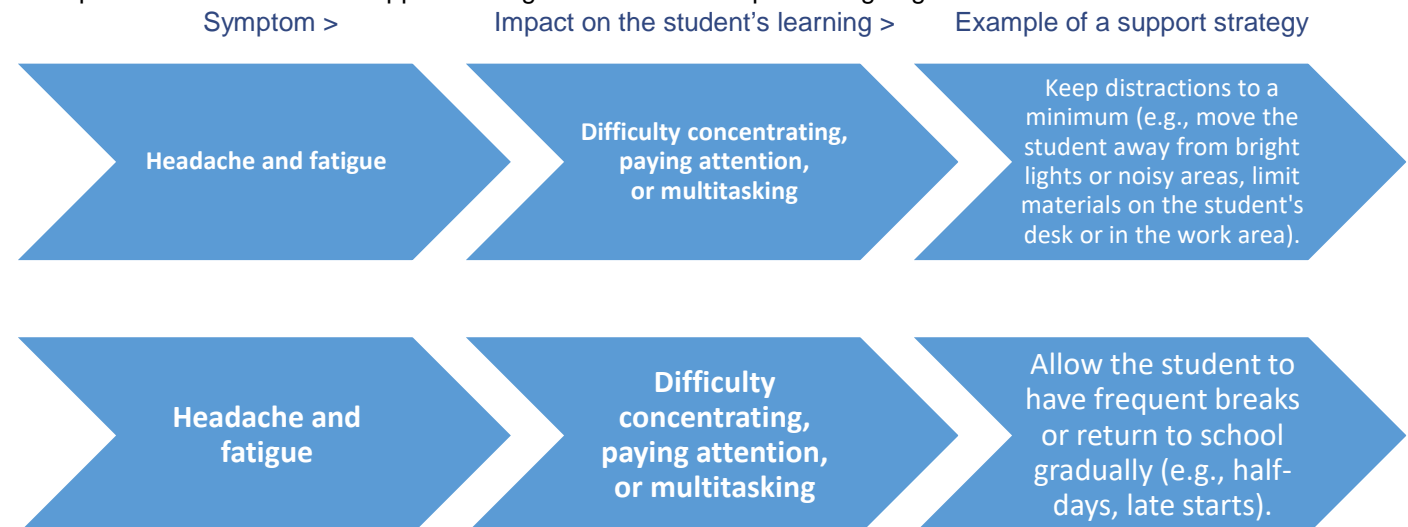 Symptom >
Impact on the student's learning >
Example of a support strategy
Headache and fatigue
Difficulty concentrating,
paying attention,
or multitasking
Keep distractions to a
minimum (e.g., move the
student away from bright
lights or noisy areas, limit
materials on the student's
desk or in the work area).
Headache and
fatigue
Difficulty
concentrating,
paying attention,
or multitasking
Allow the student to
have frequent breaks
or return to school
gradually (e.g., half-
days, late starts).